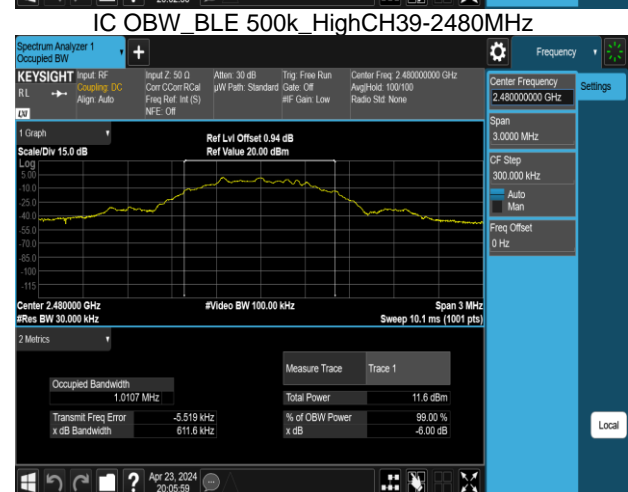 IC OBW_BLE 500k_HighCH39-2480MHz
Spectrum Analyzer 1
Occupied BW
+
Frequency
KEYSIGHT
RL
LXI
Input: RF
Coupling: DC
Align: Auto
Input Z: 50 Ω
Corr CCorr RCal
Freq Ref: Int (S)
NFE: Off
Atten: 30 dB
µW Path: Standard
Trig: Free Run
Gate: Off
#IF Gain: Low
Center Freq: 2.480000000 GHz
Avg|Hold: 100/100
Radio Std: None
Center Frequency
2.480000000 GHz
Settings
Span
3.0000 MHz
CF Step
300.000 kHz
Auto
Man
Freq Offset
0 Hz
Local
1 Graph
Scale/Div 15.0 dB
Ref Lvl Offset 0.94 dB
Ref Value 20.00 dBm
Log
5.00
-10.0
-25.0
-40.0
-55.0
-70.0
-85.0
-100
-115
Center 2.480000 GHz
#Res BW 30.000 kHz
#Video BW 100.00 kHz
Span 3 MHz
Sweep 10.1 ms (1001 pts)
2 Metrics
Measure Trace Trace 1
Occupied Bandwidth
1.0107 MHz
Total Power 11.6 dBm
Transmit Freq Error -5.519 kHz
% of OBW Power 99.00 %
x dB Bandwidth 611.6 kHz
x dB -6.00 dB
?
Apr 23, 2024
20:05:59